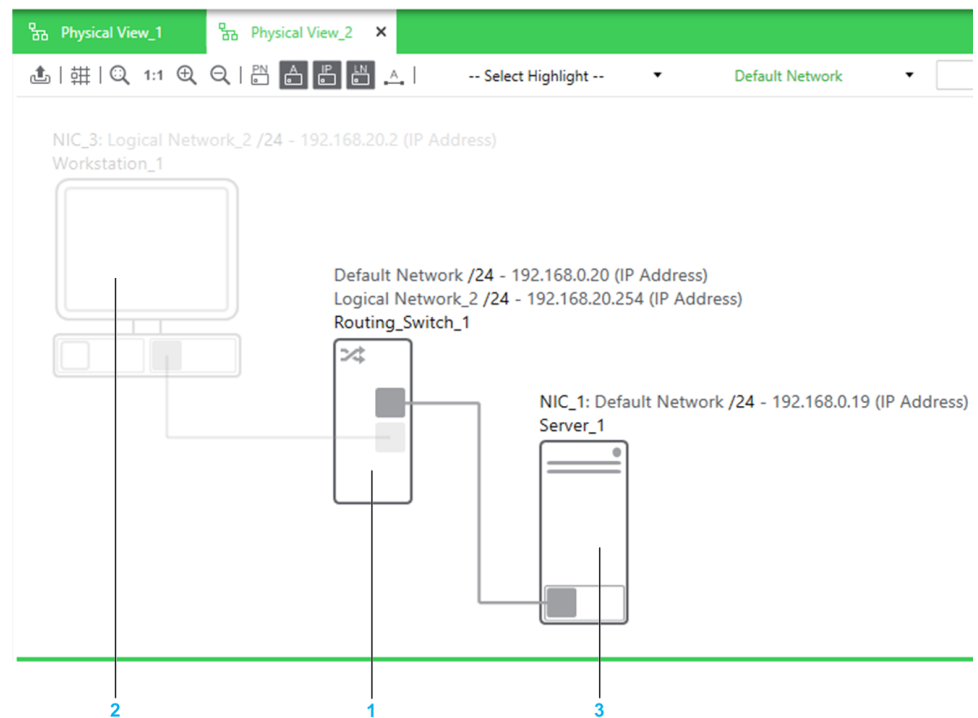 Physical View_1 Physical View_2 ×
1:1 PN A IP LN A -- Select Highlight -- Default Network
NIC_3: Logical Network_2 /24 - 192.168.20.2 (IP Address)
Workstation_1
Default Network /24 - 192.168.0.20 (IP Address)
Logical Network_2 /24 - 192.168.20.254 (IP Address)
Routing_Switch_1
NIC_1: Default Network /24 - 192.168.0.19 (IP Address)
Server_1
2 1 3